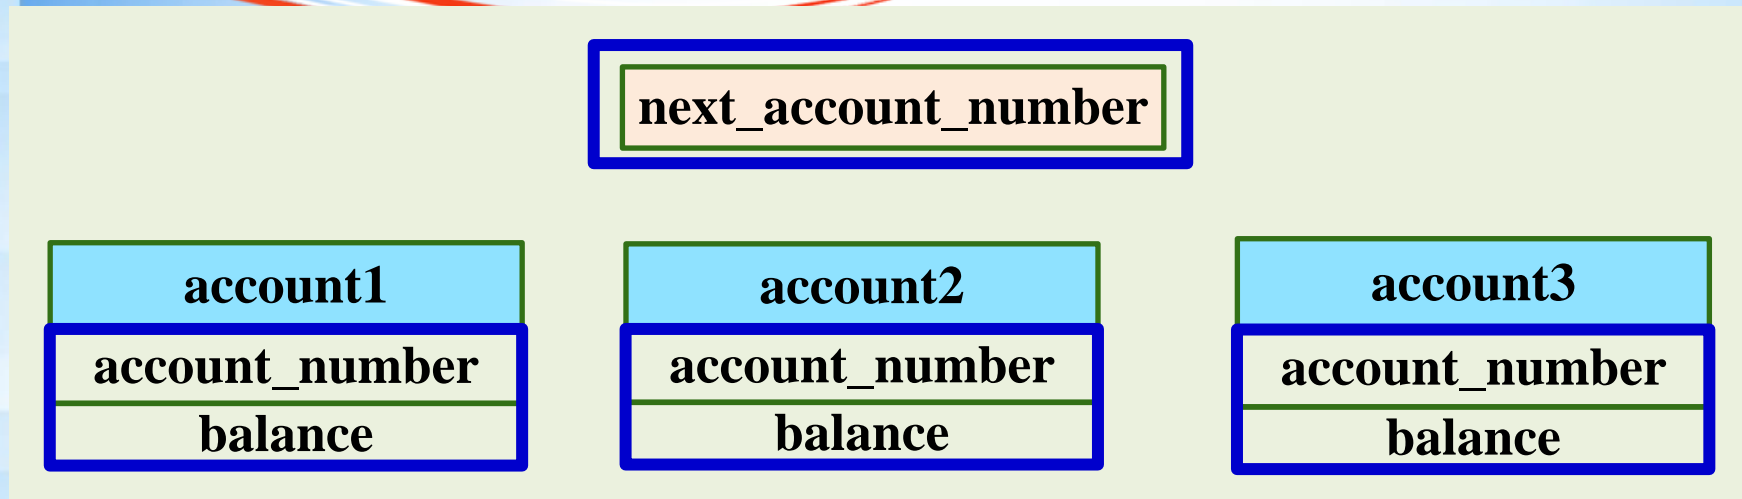 next_account_number
account1
account_number
balance
account2
account_number
balance
account3
account_number
balance